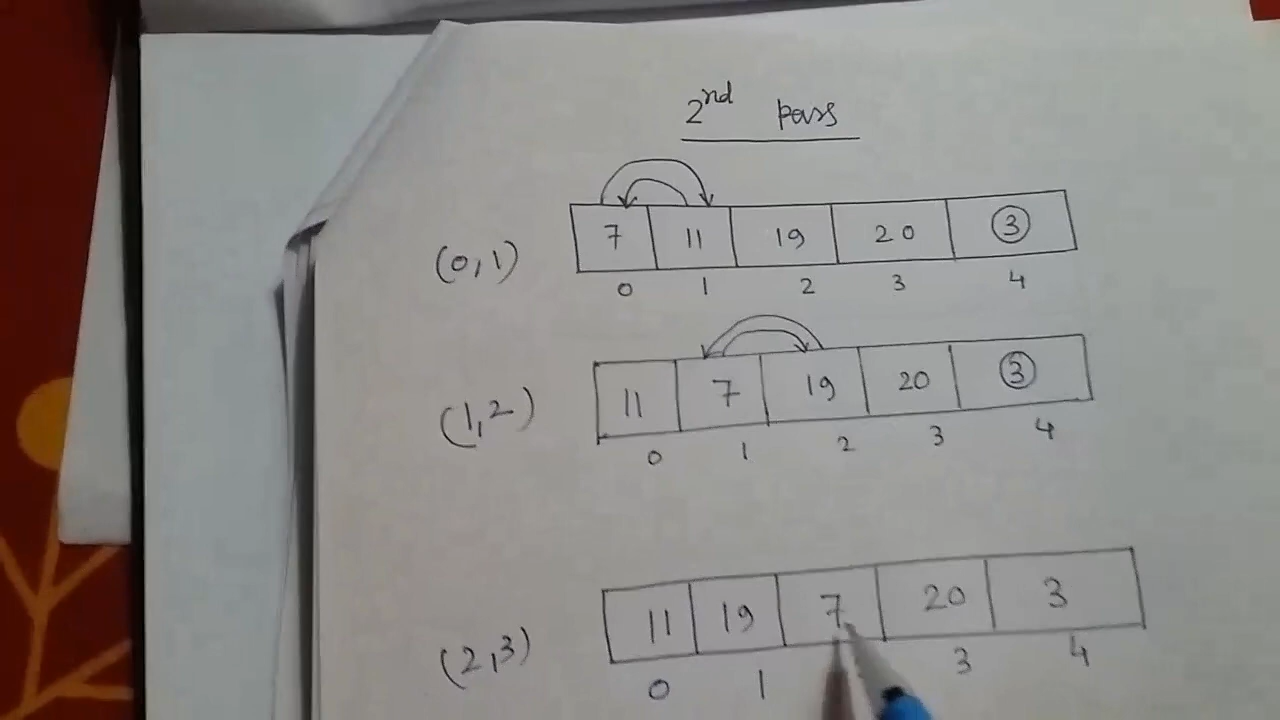 2nd pass
(0,1) 7 11 19 20 3
0 1 2 3 4
(1,2) 11 7 19 20 3
0 1 2 3 4
(2,3) 11 19 7 20 3
0 1 3 4